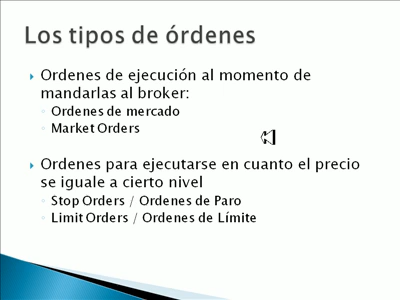 Los tipos de órdenes
Ordenes de ejecución al momento de
mandarlas al broker:
Ordenes de mercado
Market Orders
Ordenes para ejecutarse en cuanto el precio
se iguale a cierto nivel
Stop Orders / Ordenes de Paro
Limit Orders / Ordenes de Límite